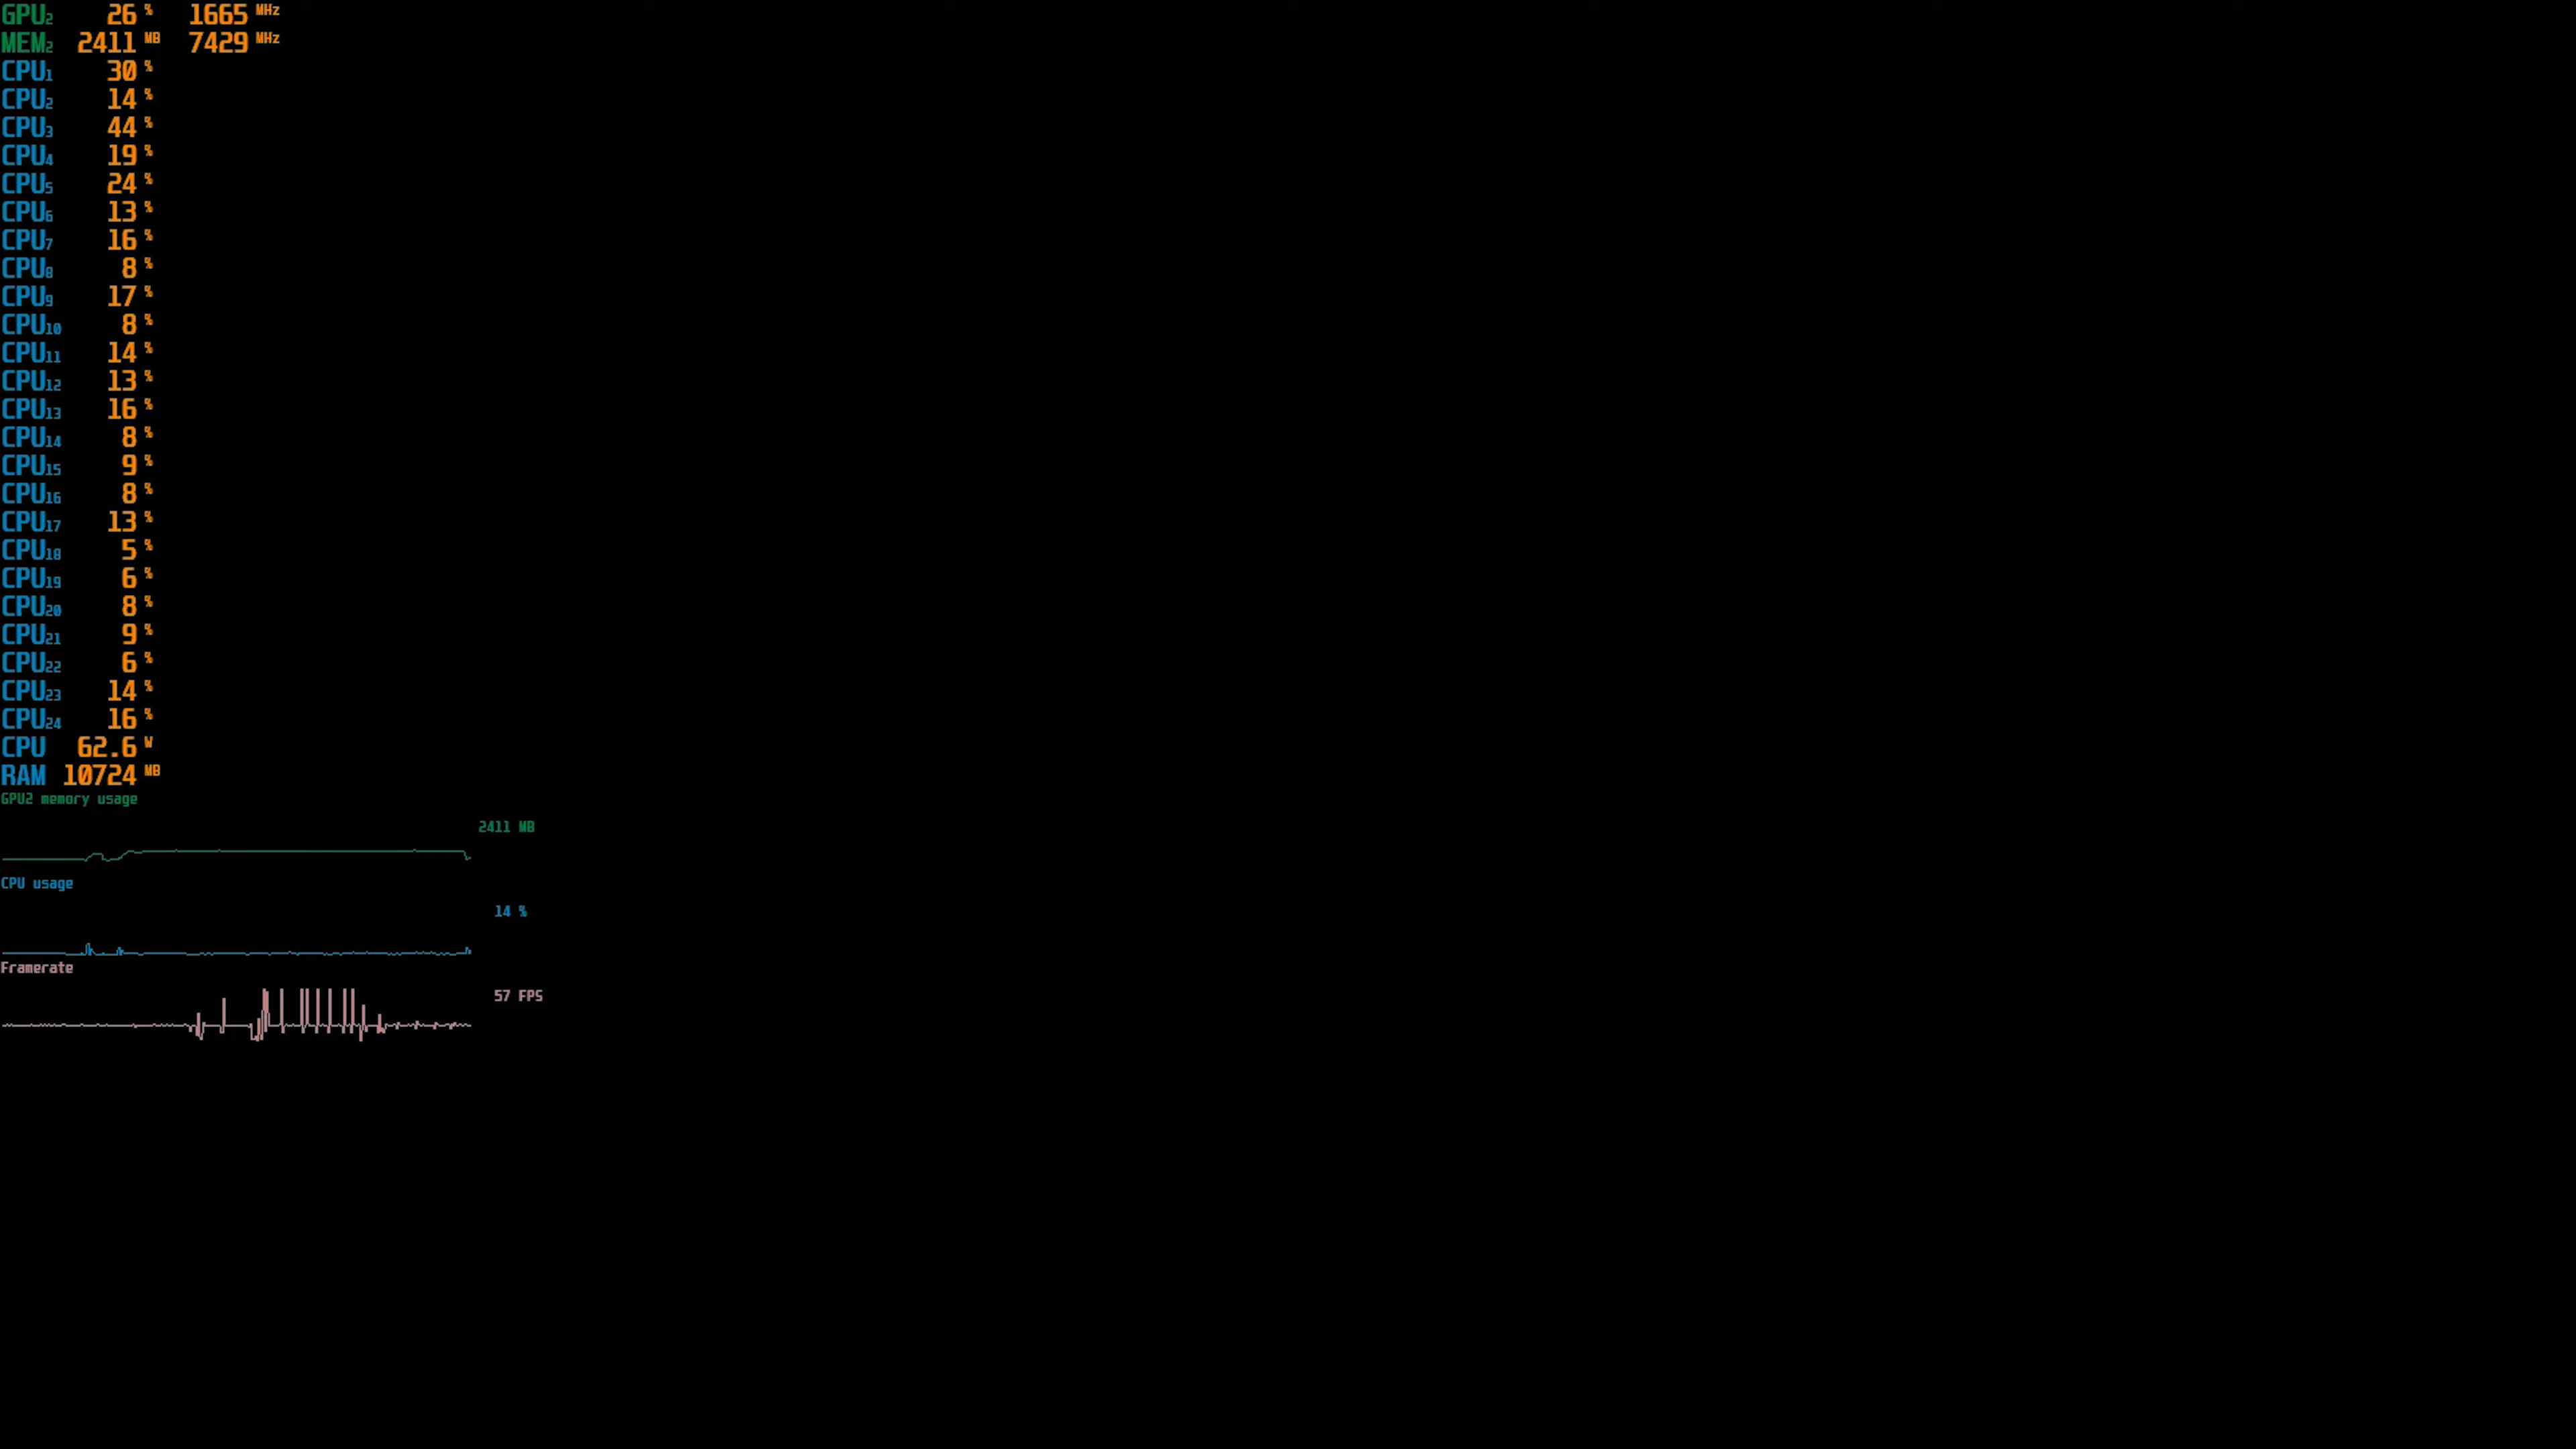 GPU2 26 % 1665 MHz
MEM2 2411 MB 7429 MHz
CPU1 30 %
CPU2 14 %
CPU3 44 %
CPU4 19 %
CPU5 24 %
CPU6 13 %
CPU7 16 %
CPU8 8 %
CPU9 17 %
CPU10 8 %
CPU11 14 %
CPU12 13 %
CPU13 16 %
CPU14 8 %
CPU15 9 %
CPU16 8 %
CPU17 13 %
CPU18 5 %
CPU19 6 %
CPU20 8 %
CPU21 9 %
CPU22 6 %
CPU23 14 %
CPU24 16 %
CPU 62.6 W
RAM 10724 MB
GPU2 memory usage
2411 MB
CPU usage
14 %
Framerate
57 FPS